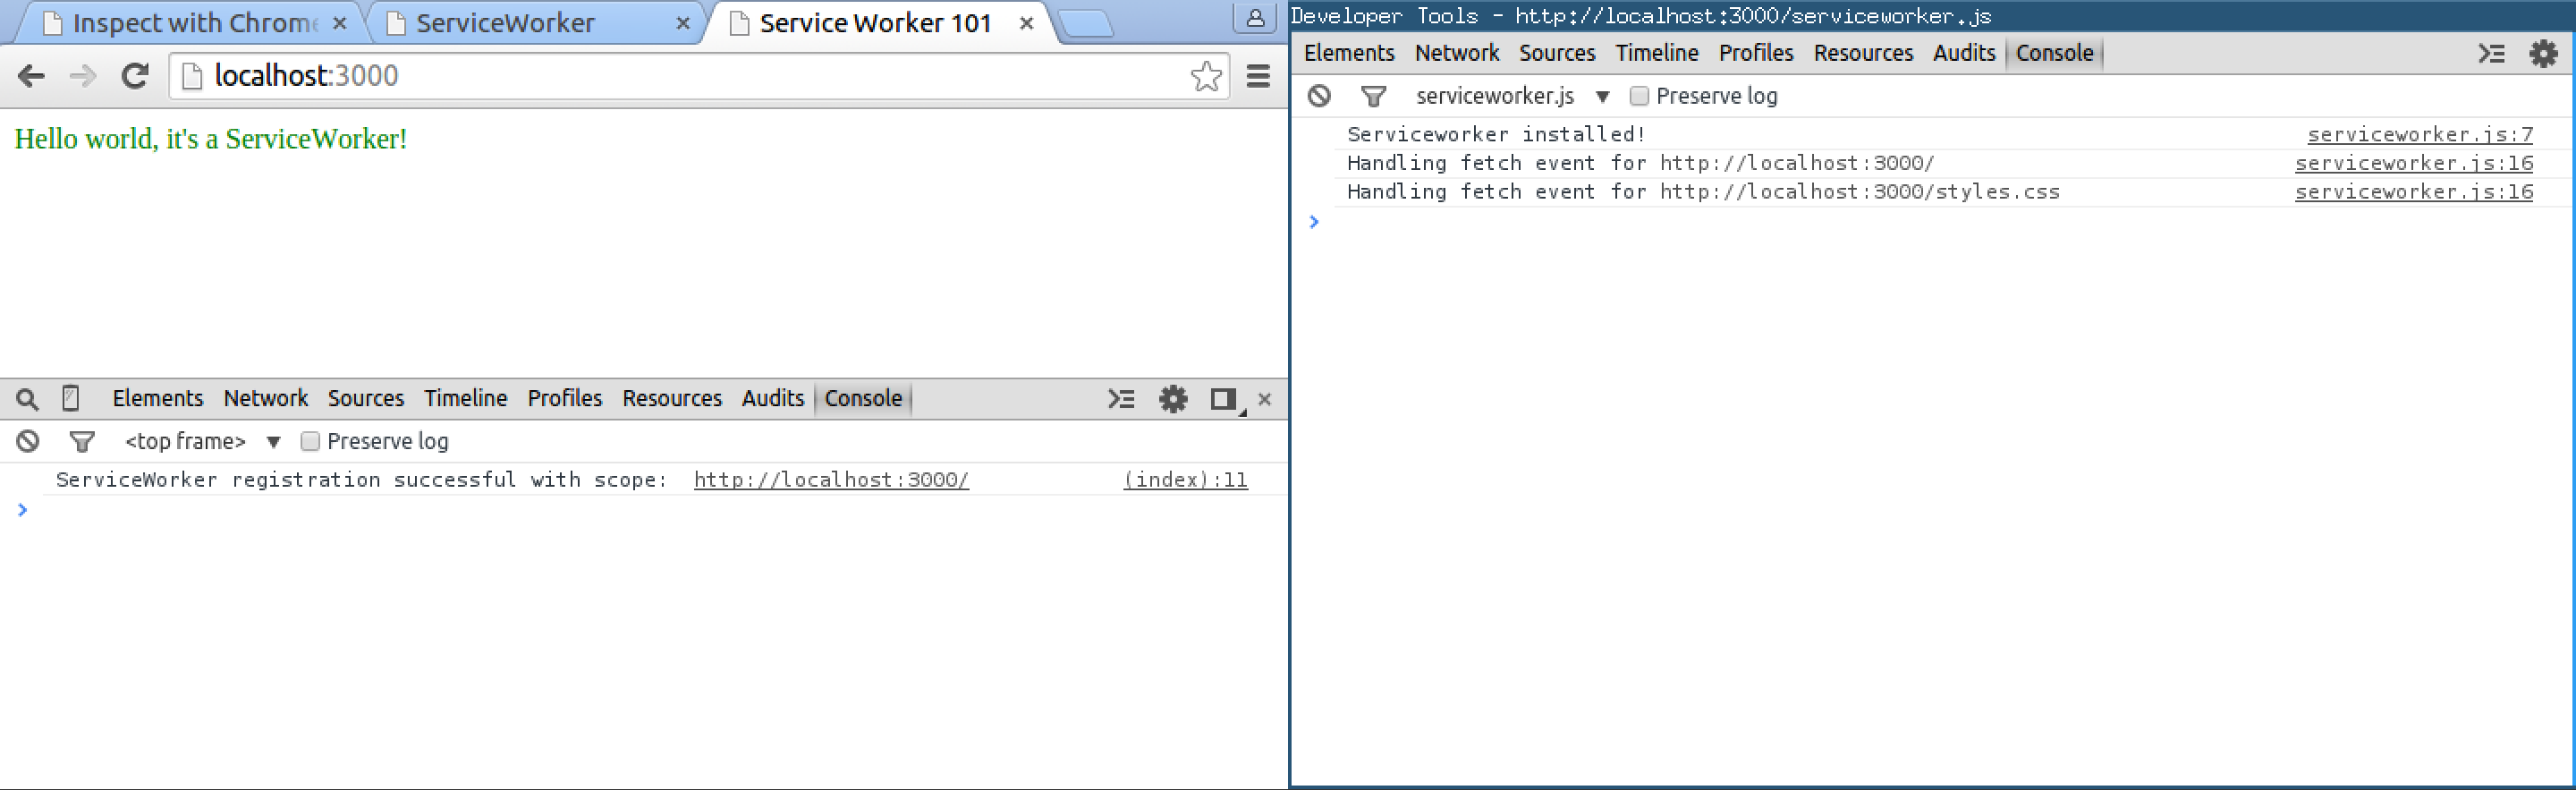 Inspect with Chrome
ServiceWorker
Service Worker 101
localhost:3000
Hello world, it's a ServiceWorker!
Elements Network Sources Timeline Profiles Resources Audits Console
<top frame> ▼ Preserve log
ServiceWorker registration successful with scope: http://localhost:3000/ (index):11
>
Developer Tools - http://localhost:3000/serviceworker.js
Elements Network Sources Timeline Profiles Resources Audits Console
serviceworker.js ▼ Preserve log
Serviceworker installed! serviceworker.js:7
Handling fetch event for http://localhost:3000/ serviceworker.js:16
Handling fetch event for http://localhost:3000/styles.css serviceworker.js:16
>